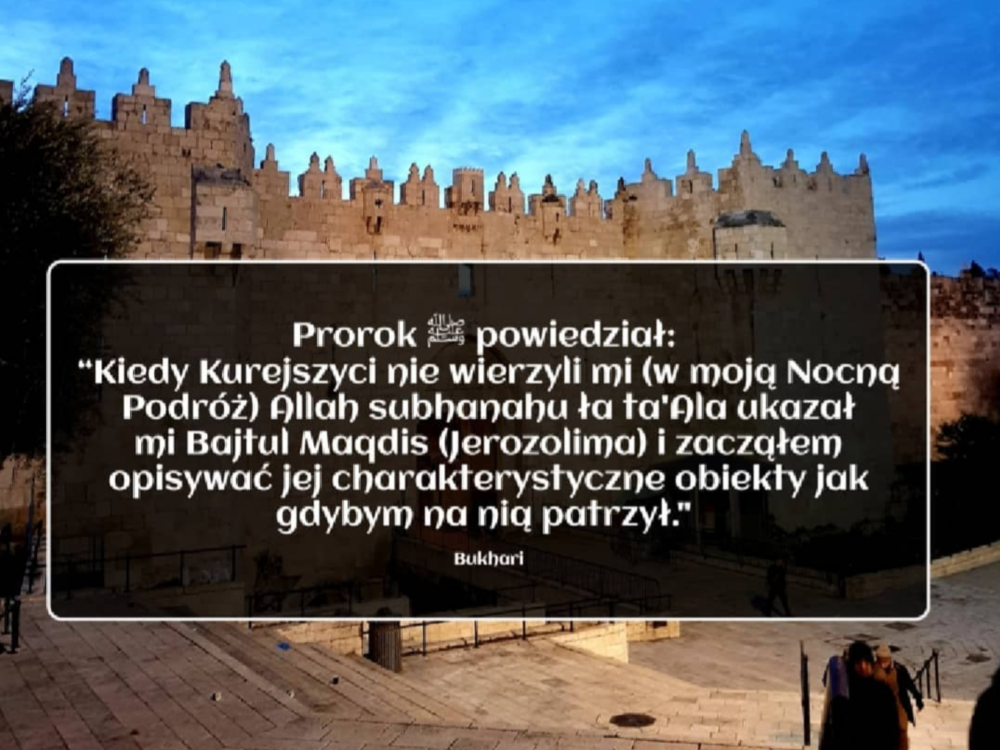 Prorok ﷺ powiedział:
“Kiedy Kurejszyci nie wierzyli mi (w moją Nocną
Podróż) Allah subhanahu ła ta'Ala ukazał
mi Bajtul Maqdis (Jerozolima) i zacząłem
opisywać jej charakterystyczne obiekty jak
gdybym na nią patrzył."
Bukhari